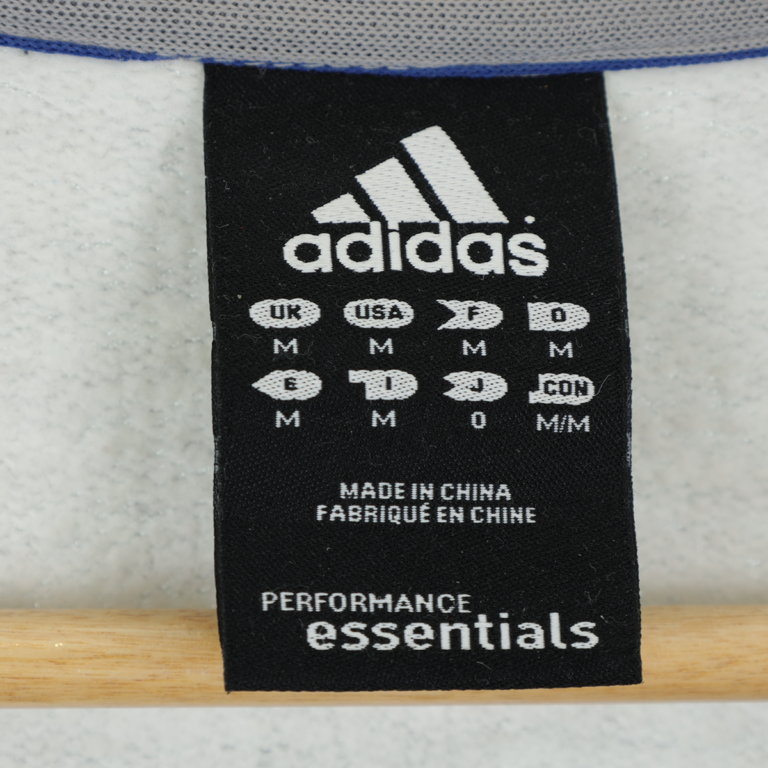 adidas
UK USA F D
M M M M
E I J CON
M M O M/M
MADE IN CHINA
FABRIQUÉ EN CHINE
PERFORMANCE
essentials